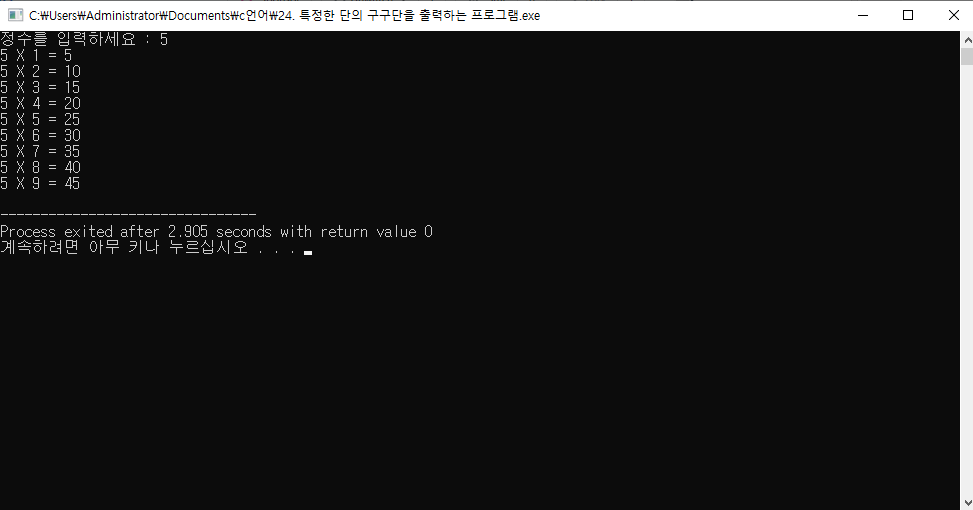 C:₩Users₩Administrator₩Documents₩c언어₩24. 특정한 단의 구구단을 출력하는 프로그램.exe
정수를 입력하세요 : 5
5 X 1 = 5
5 X 2 = 10
5 X 3 = 15
5 X 4 = 20
5 X 5 = 25
5 X 6 = 30
5 X 7 = 35
5 X 8 = 40
5 X 9 = 45
--------------------------------
Process exited after 2.905 seconds with return value 0
계속하려면 아무 키나 누르십시오 . . .